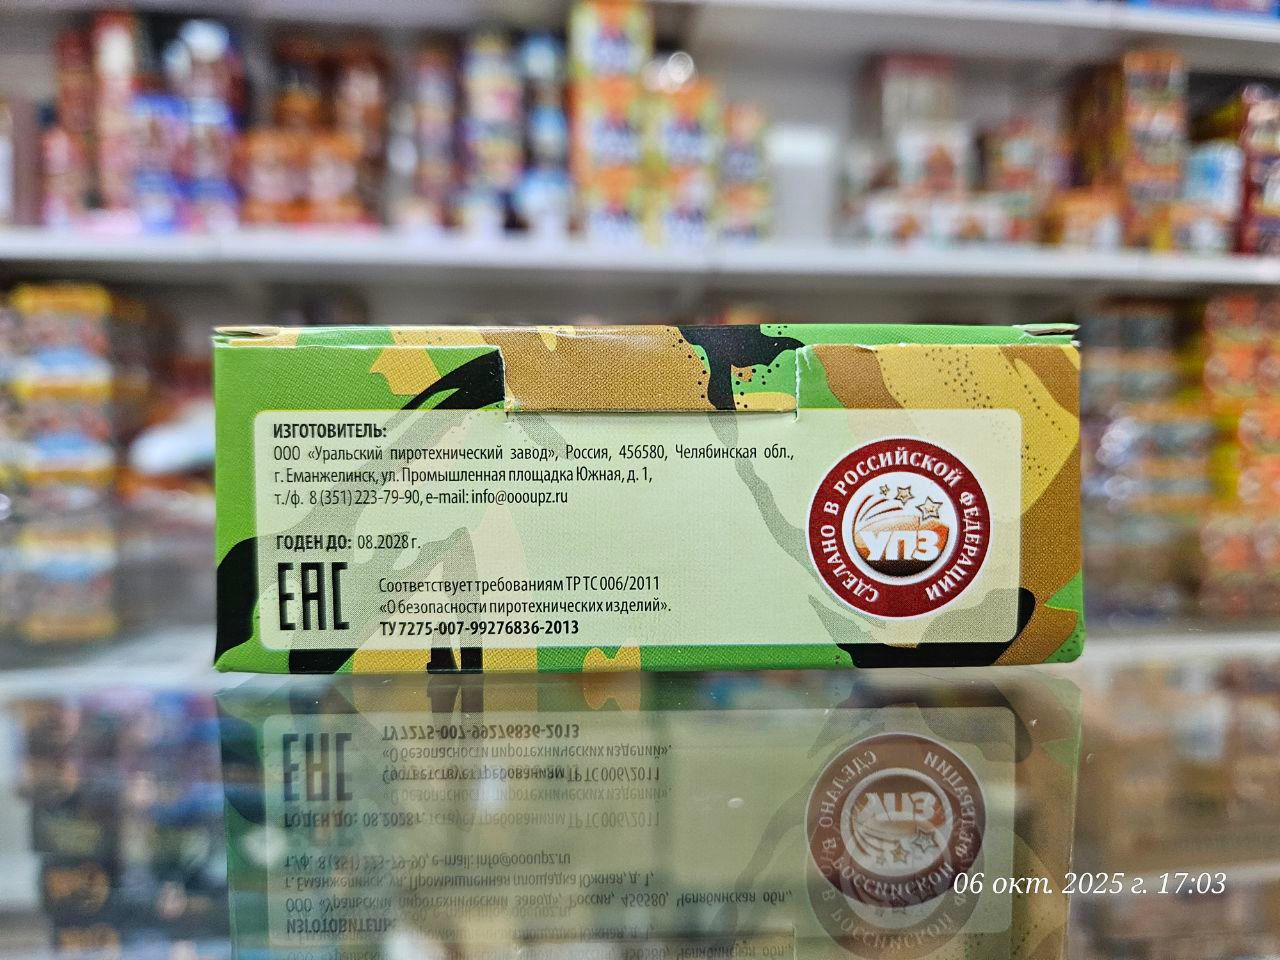 ИЗГОТОВИТЕЛЬ:
ООО «Уральский пиротехнический завод», Россия, 456580, Челябинская обл.,
г. Еманжелинск, ул. Промышленная площадка Южная, д. 1,
т./ф. 8 (351) 223-79-90, e-mail: info@oooupz.ru
ГОДЕН ДО: 08.2028 г.
ЕАС
Соответствует требованиям ТР ТС 006/2011
«О безопасности пиротехнических изделий».
ТУ 7275-007-99276836-2013
СДЕЛАНО В РОССИЙСКОЙ ФЕДЕРАЦИИ
УПЗ
06 окт. 2025 г. 17:03